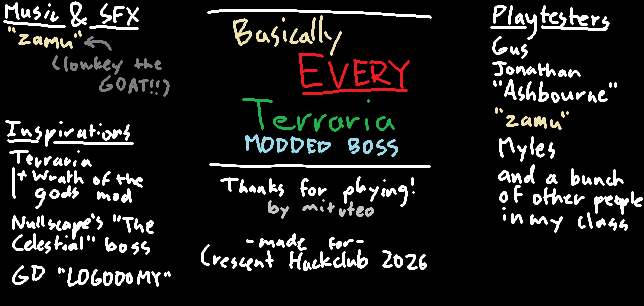 Music & SFX
"zamu"
(lowkey the
GOAT!!)
Inspirations
Terraria
+ Wrath of the
gods mod
Nullscape's "The
Celestial" boss
GD "LOGODOMY"
Basically
EVERY
Terraria
MODDED BOSS
Thanks for playing!
by mituteo
-made for-
Crescent Hackclub 2026
Playtesters
Gus
Jonathan
"Ashbourne"
"zamu"
Myles
and a bunch
of other people
in my class